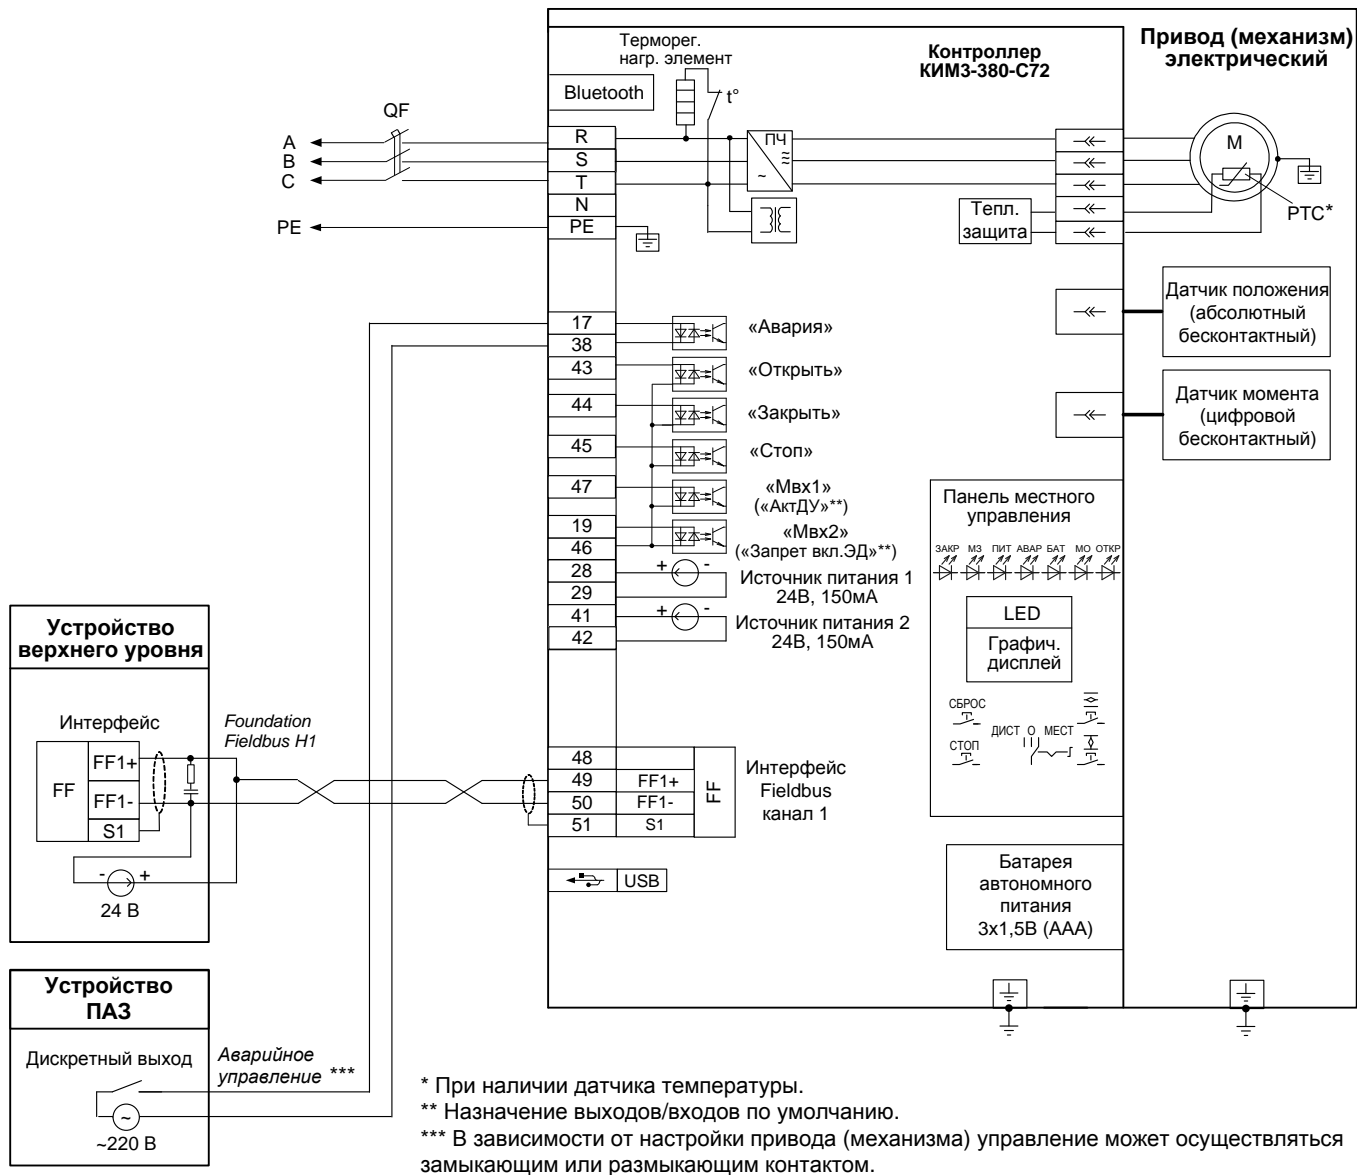 Терморег.
нагр. элемент
Контроллер
КИМ3-380-С72
Привод (механизм)
электрический
Bluetooth
t°
QF
A
B
C
PE
R
S
T
N
PE
ПЧ
~
M
PTC*
Тепл.
защита
Датчик положения
(абсолютный
бесконтактный)
Датчик момента
(цифровой
бесконтактный)
17
38
43
44
45
47
19
46
28
29
41
42
«Авария»
«Открыть»
«Закрыть»
«Стоп»
«Мвх1»
(«АктДУ»**)
«Мвх2»
(«Запрет вкл.ЭД»**)
+ -
Источник питания 1
24В, 150мА
+ -
Источник питания 2
24В, 150мА
Панель местного
управления
ЗАКР МЗ ПИТ АВАР БАТ МО ОТКР
LED
Графич.
дисплей
СБРОС
СТОП
ДИСТ О МЕСТ
Устройство
верхнего уровня
Интерфейс
FF
FF1+
FF1-
S1
- +
24 В
Foundation
Fieldbus H1
48
49 FF1+
50 FF1-
51 S1
FF
Интерфейс
Fieldbus
канал 1
USB
Батарея
автономного
питания
3х1,5В (ААА)
Устройство
ПАЗ
Дискретный выход
~
~220 В
Аварийное
управление ***
* При наличии датчика температуры.
** Назначение выходов/входов по умолчанию.
*** В зависимости от настройки привода (механизма) управление может осуществляться
замыкающим или размыкающим контактом.